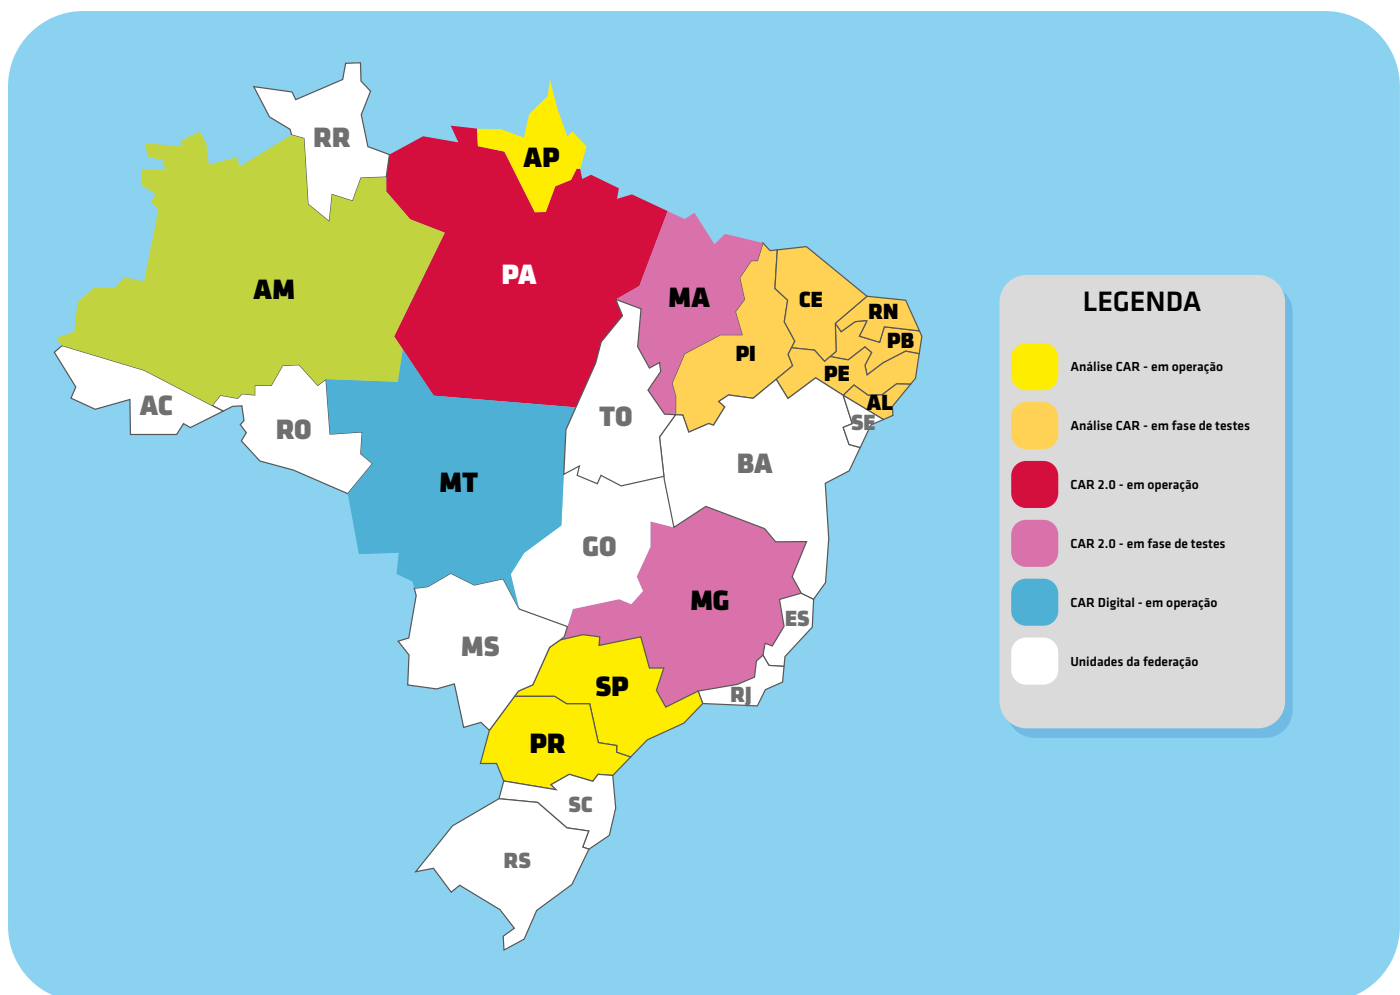 RR
AP
AM
PA
MA
CE
RN
PB
PI
PE
AL
SE
AC
RO
TO
BA
MT
GO
MG
ES
MS
SP
RJ
PR
SC
RS
LEGENDA
Análise CAR - em operação
Análise CAR - em fase de testes
CAR 2.0 - em operação
CAR 2.0 - em fase de testes
CAR Digital - em operação
Unidades da federação